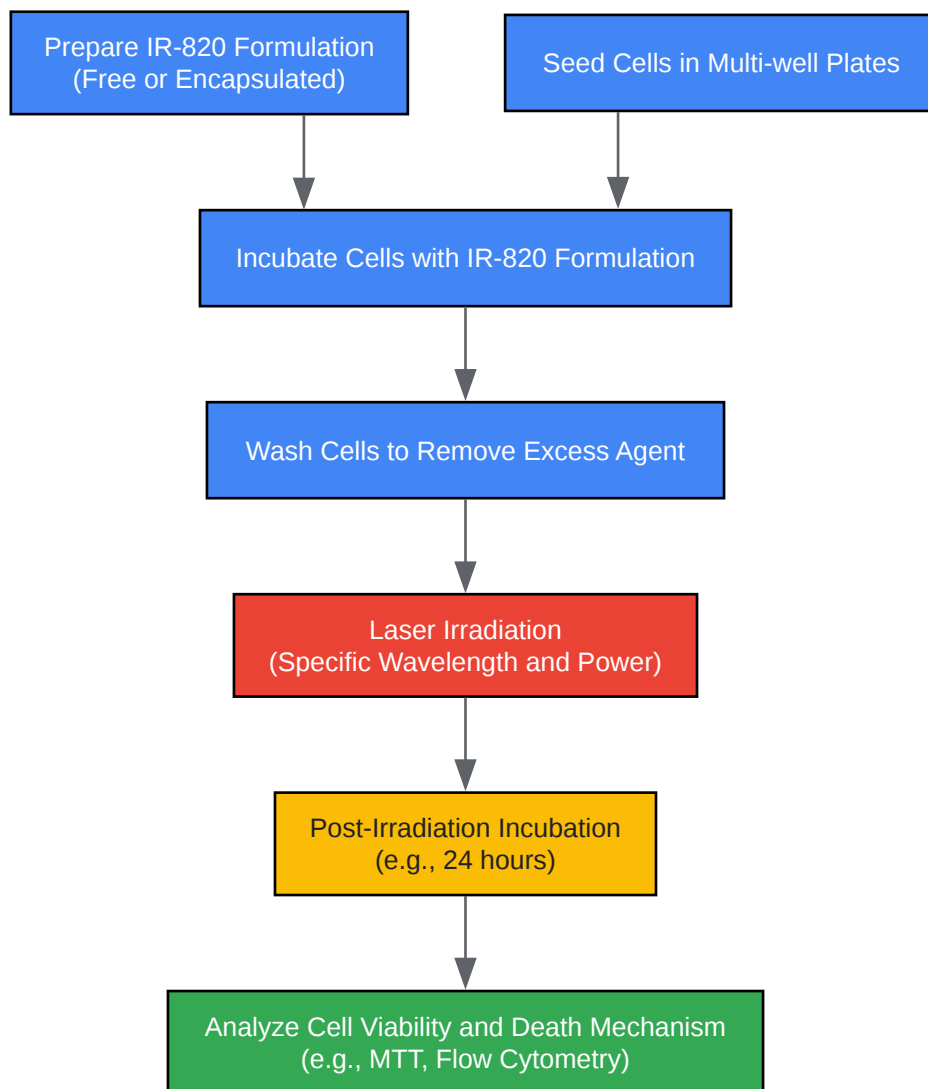 Prepare IR-820 Formulation
(Free or Encapsulated)
Seed Cells in Multi-well Plates
Incubate Cells with IR-820 Formulation
Wash Cells to Remove Excess Agent
Laser Irradiation
(Specific Wavelength and Power)
Post-Irradiation Incubation
(e.g., 24 hours)
Analyze Cell Viability and Death Mechanism
(e.g., MTT, Flow Cytometry)